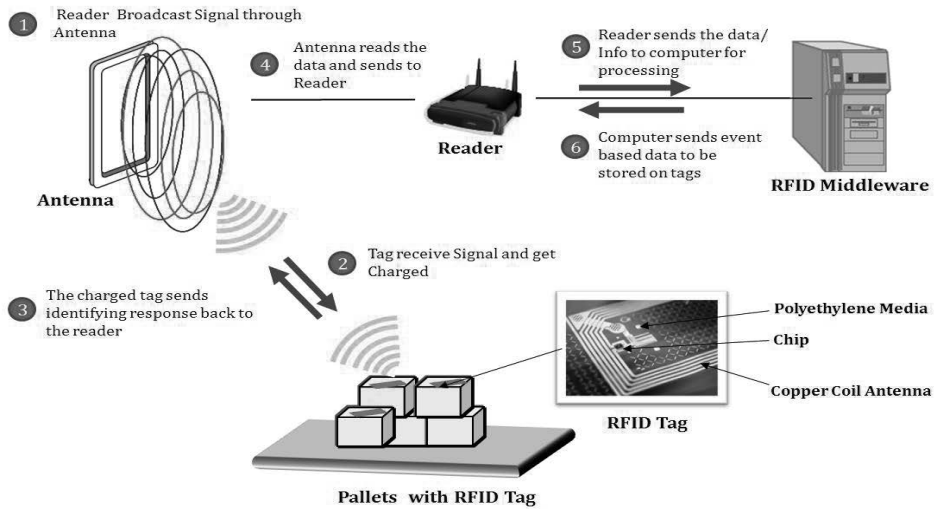 1
Reader Broadcast Signal through
Antenna
4
Antenna reads the
data and sends to
Reader
5
Reader sends the data/
Info to computer for
processing
Reader
6
Computer sends event
based data to be
stored on tags
RFID Middleware
Antenna
2
Tag receive Signal and get
Charged
3
The charged tag sends
identifying response back to
the reader
Polyethylene Media
Chip
Copper Coil Antenna
RFID Tag
Pallets with RFID Tag